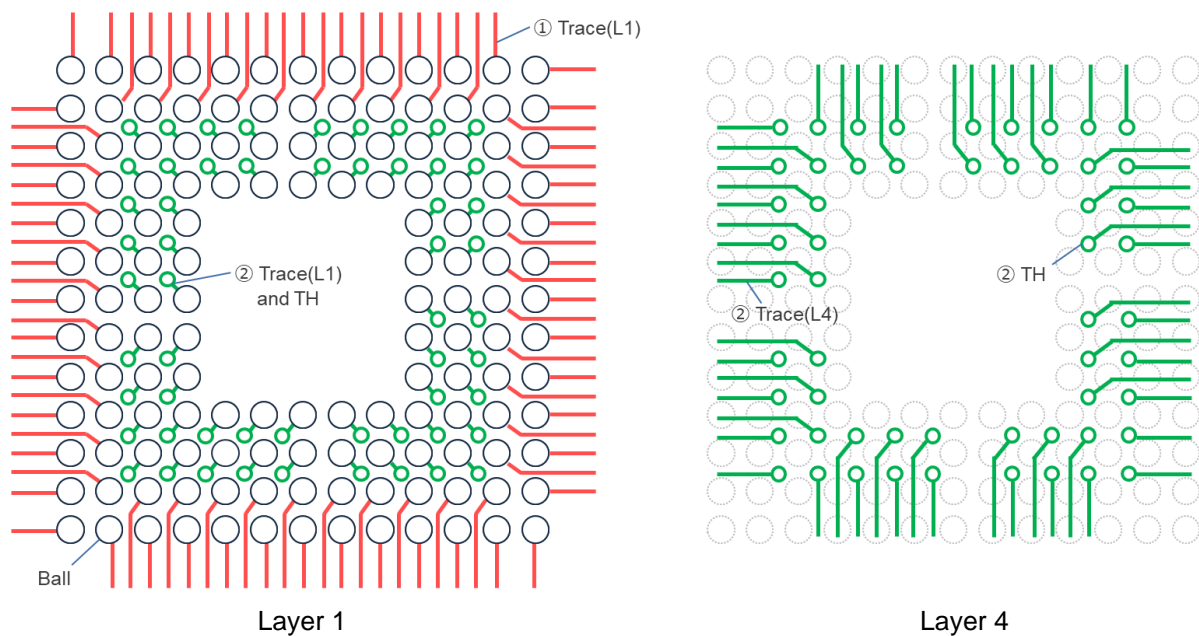 ① Trace(L1)
② Trace(L1)
and TH
Ball
Layer 1
② TH
② Trace(L4)
Layer 4